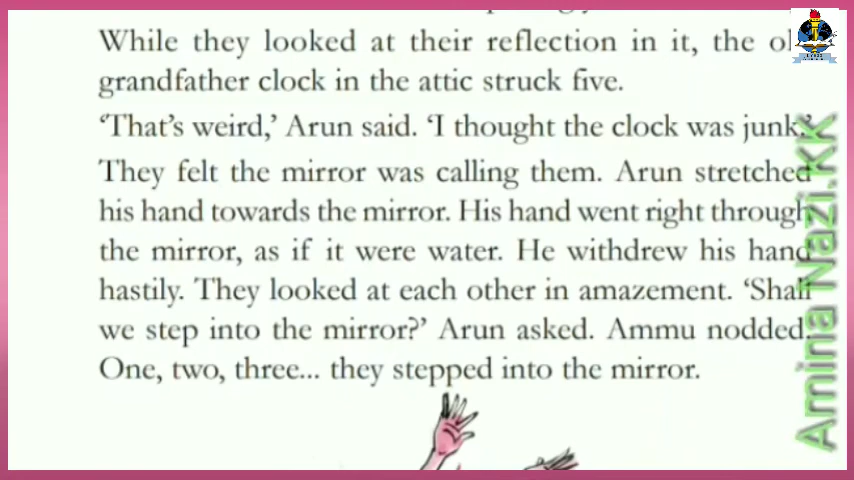 While they looked at their reflection in it, the
grandfather clock in the attic struck five.
‘That’s weird,’ Arun said. ‘I thought the clock was junk.’
They felt the mirror was calling them. Arun stretched
his hand towards the mirror. His hand went right through
the mirror, as if it were water. He withdrew his hand
hastily. They looked at each other in amazement. ‘Shall
we step into the mirror?’ Arun asked. Ammu nodded.
One, two, three... they stepped into the mirror.
Amina Nazi.KK